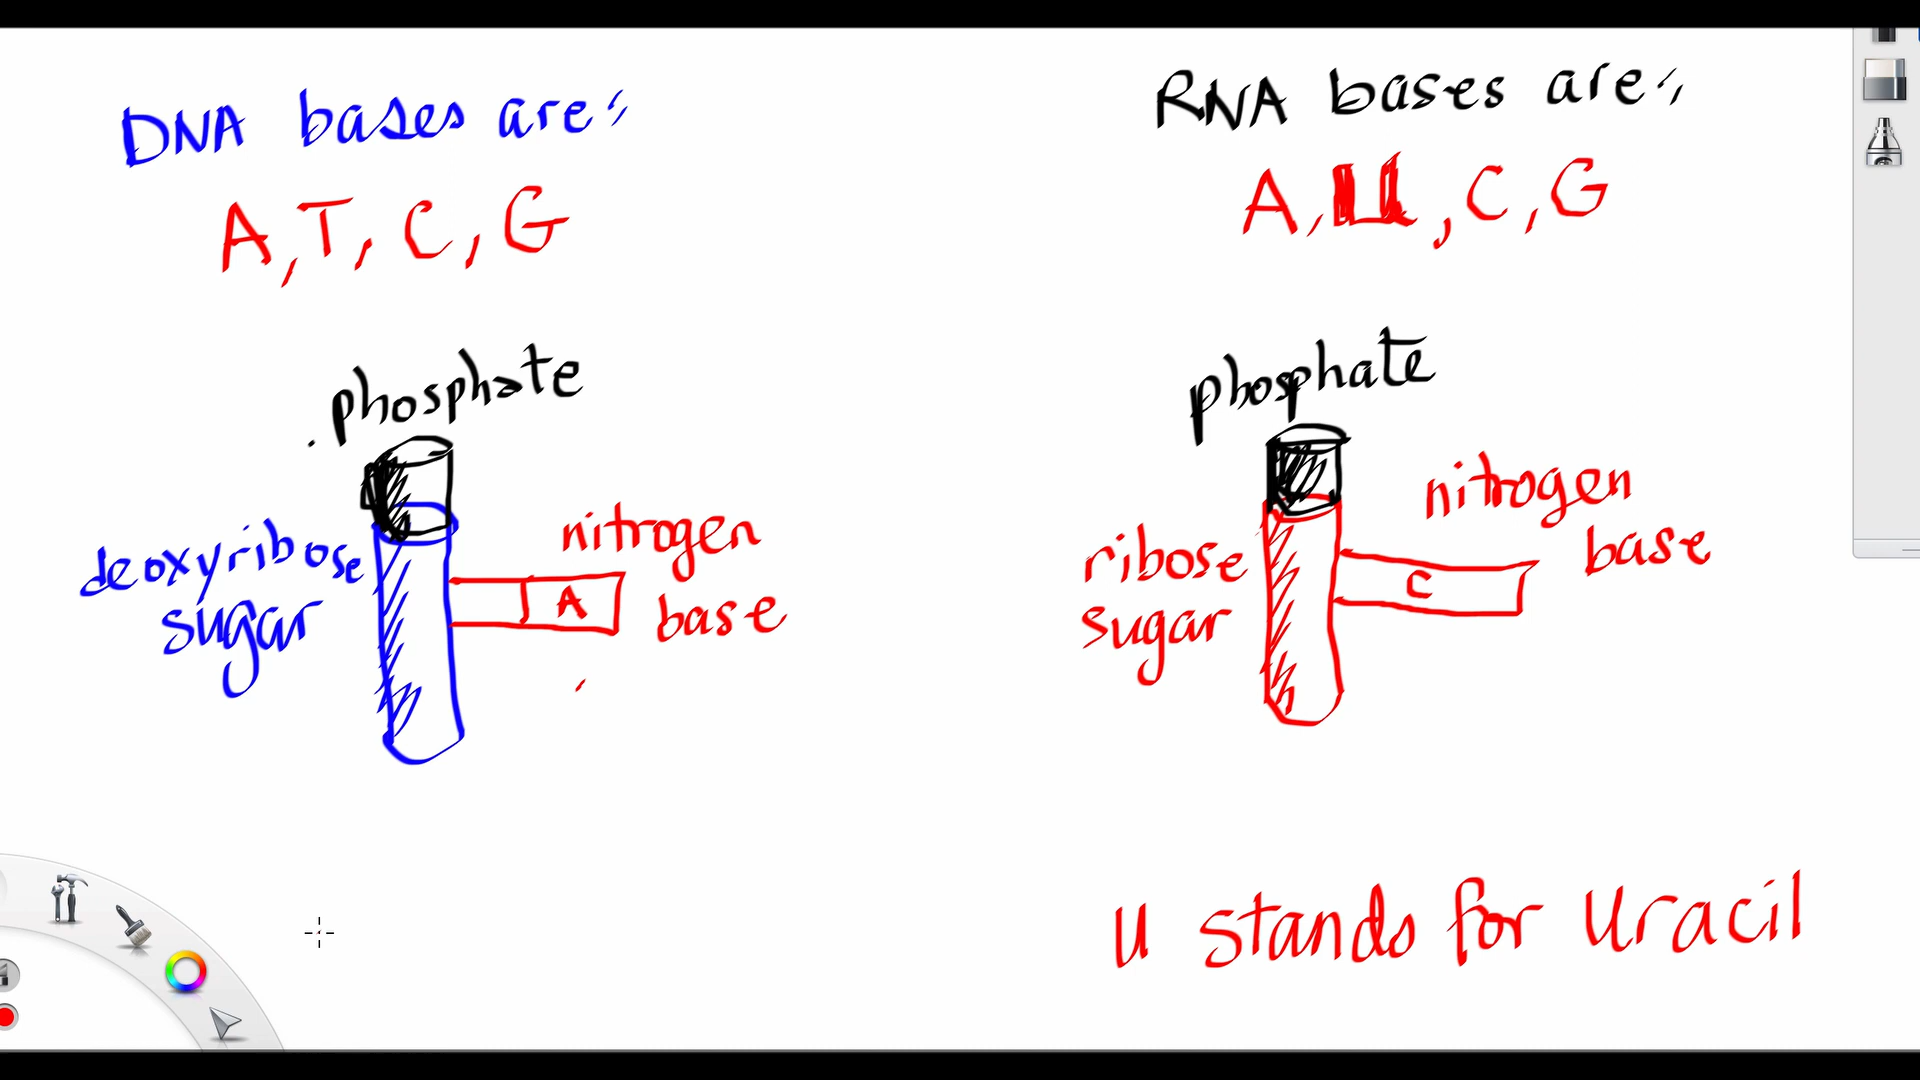 DNA bases are:
A, T, C, G
phosphate
deoxyribose
sugar
nitrogen
base
A
RNA bases are:
A, U, C, G
phosphate
ribose
sugar
nitrogen
base
C
U stands for Uracil